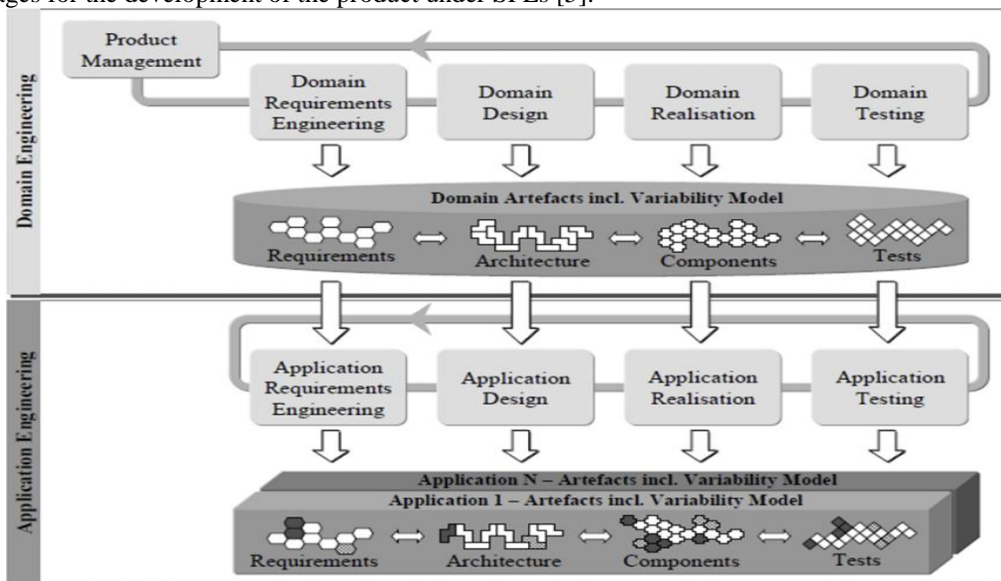 ages for the development of the product under SPLs [5].
Product
Management
Domain
Requirements
Engineering
Domain
Design
Domain
Realisation
Domain
Testing
Domain Engineering
Domain Artefacts incl. Variability Model
Requirements
Architecture
Components
Tests
Application Engineering
Application
Requirements
Engineering
Application
Design
Application
Realisation
Application
Testing
Application N – Artefacts incl. Variability Model
Application 1 – Artefacts incl. Variability Model
Requirements
Architecture
Components
Tests